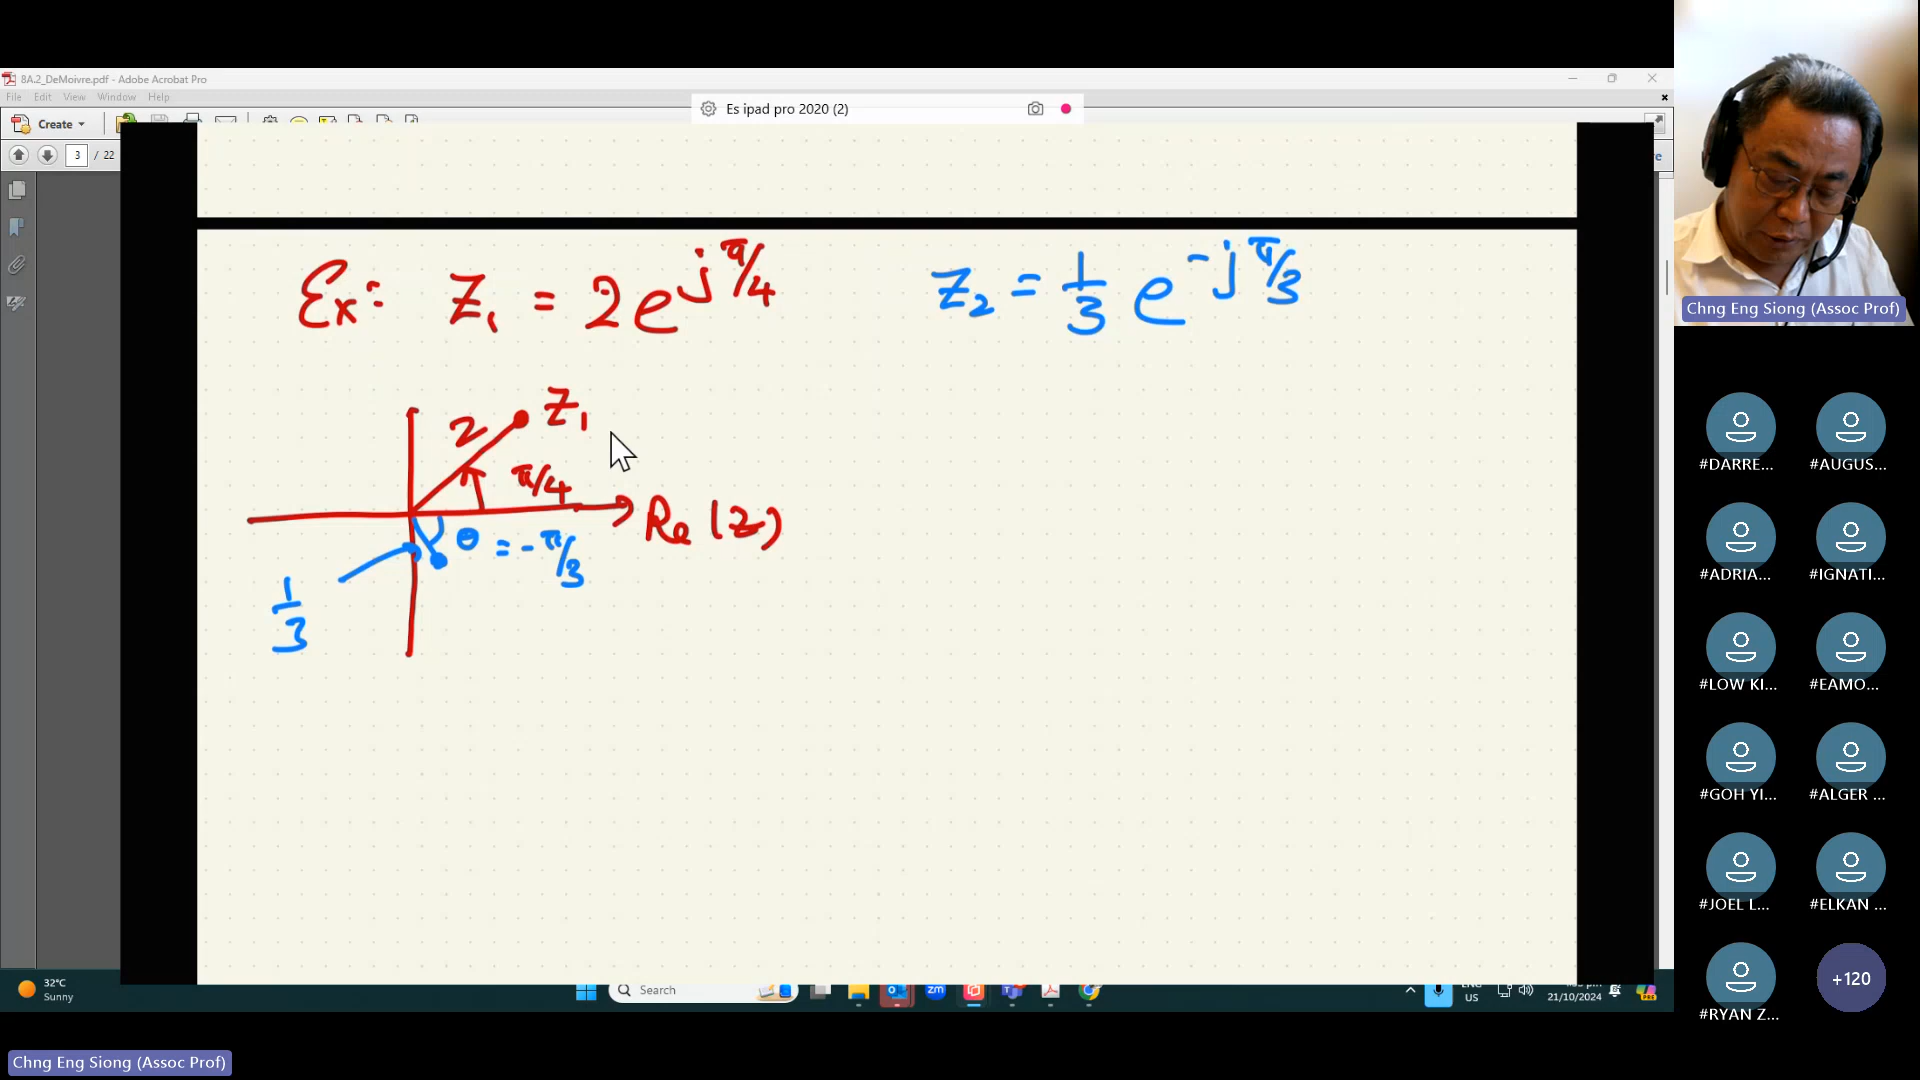 8A.2_DeMoivre.pdf - Adobe Acrobat Pro
File Edit View Window Help
Es ipad pro 2020 (2)
Create
3 / 22
Ex: Z₁ = 2e^{jπ/4}
Z₂ = 1/3 e^{-jπ/3}
Z₁
2
π/4
Re(z)
θ = -π/3
1/3
Chng Eng Siong (Assoc Prof)
#DARRE... #AUGUS...
#ADRIA... #IGNATI...
#LOW KI... #EAMO...
#GOH YI... #ALGER ...
#JOEL L... #ELKAN ...
#RYAN Z... +120
32°C
Sunny
Search
zm
US
21/10/2024
Chng Eng Siong (Assoc Prof)